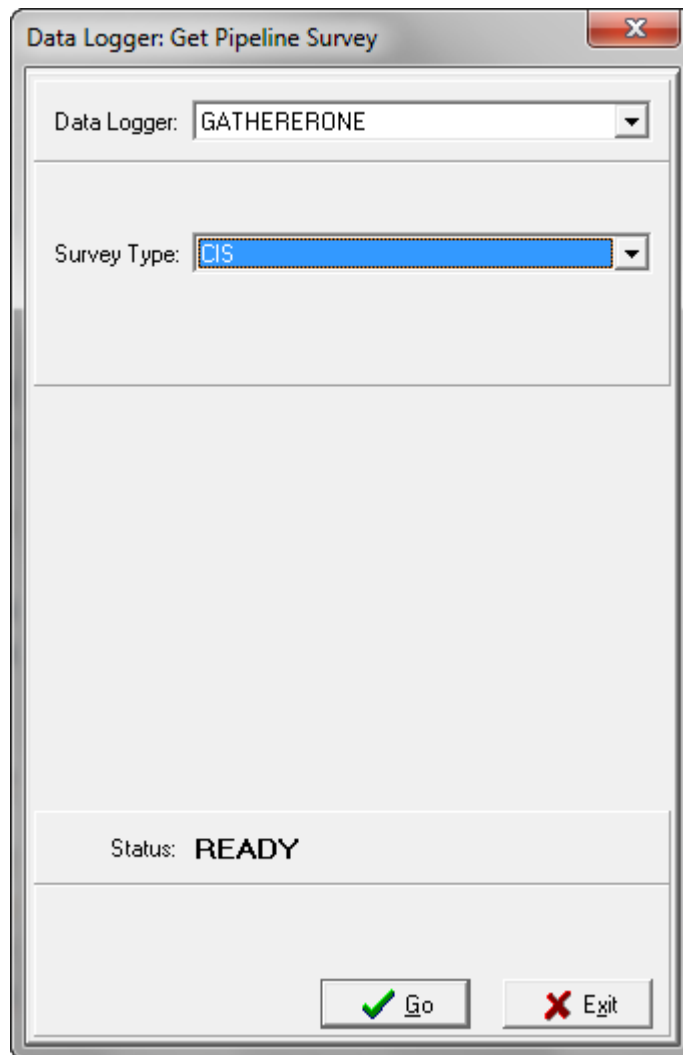 Data Logger: Get Pipeline Survey
Data Logger: GATHERERONE
Survey Type: CIS
Status: READY
Go Exit